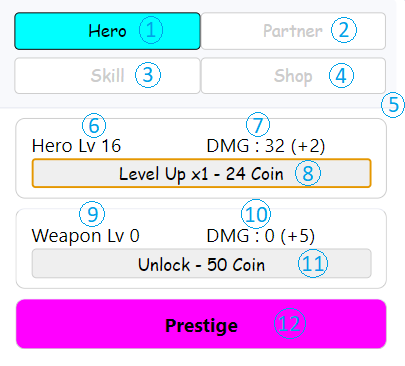 Hero 1 Partner 2
Skill 3 Shop 4
5
6 7
Hero Lv 16 DMG : 32 (+2)
Level Up x1 - 24 Coin 8
9 10
Weapon Lv 0 DMG : 0 (+5)
Unlock - 50 Coin 11
Prestige 12